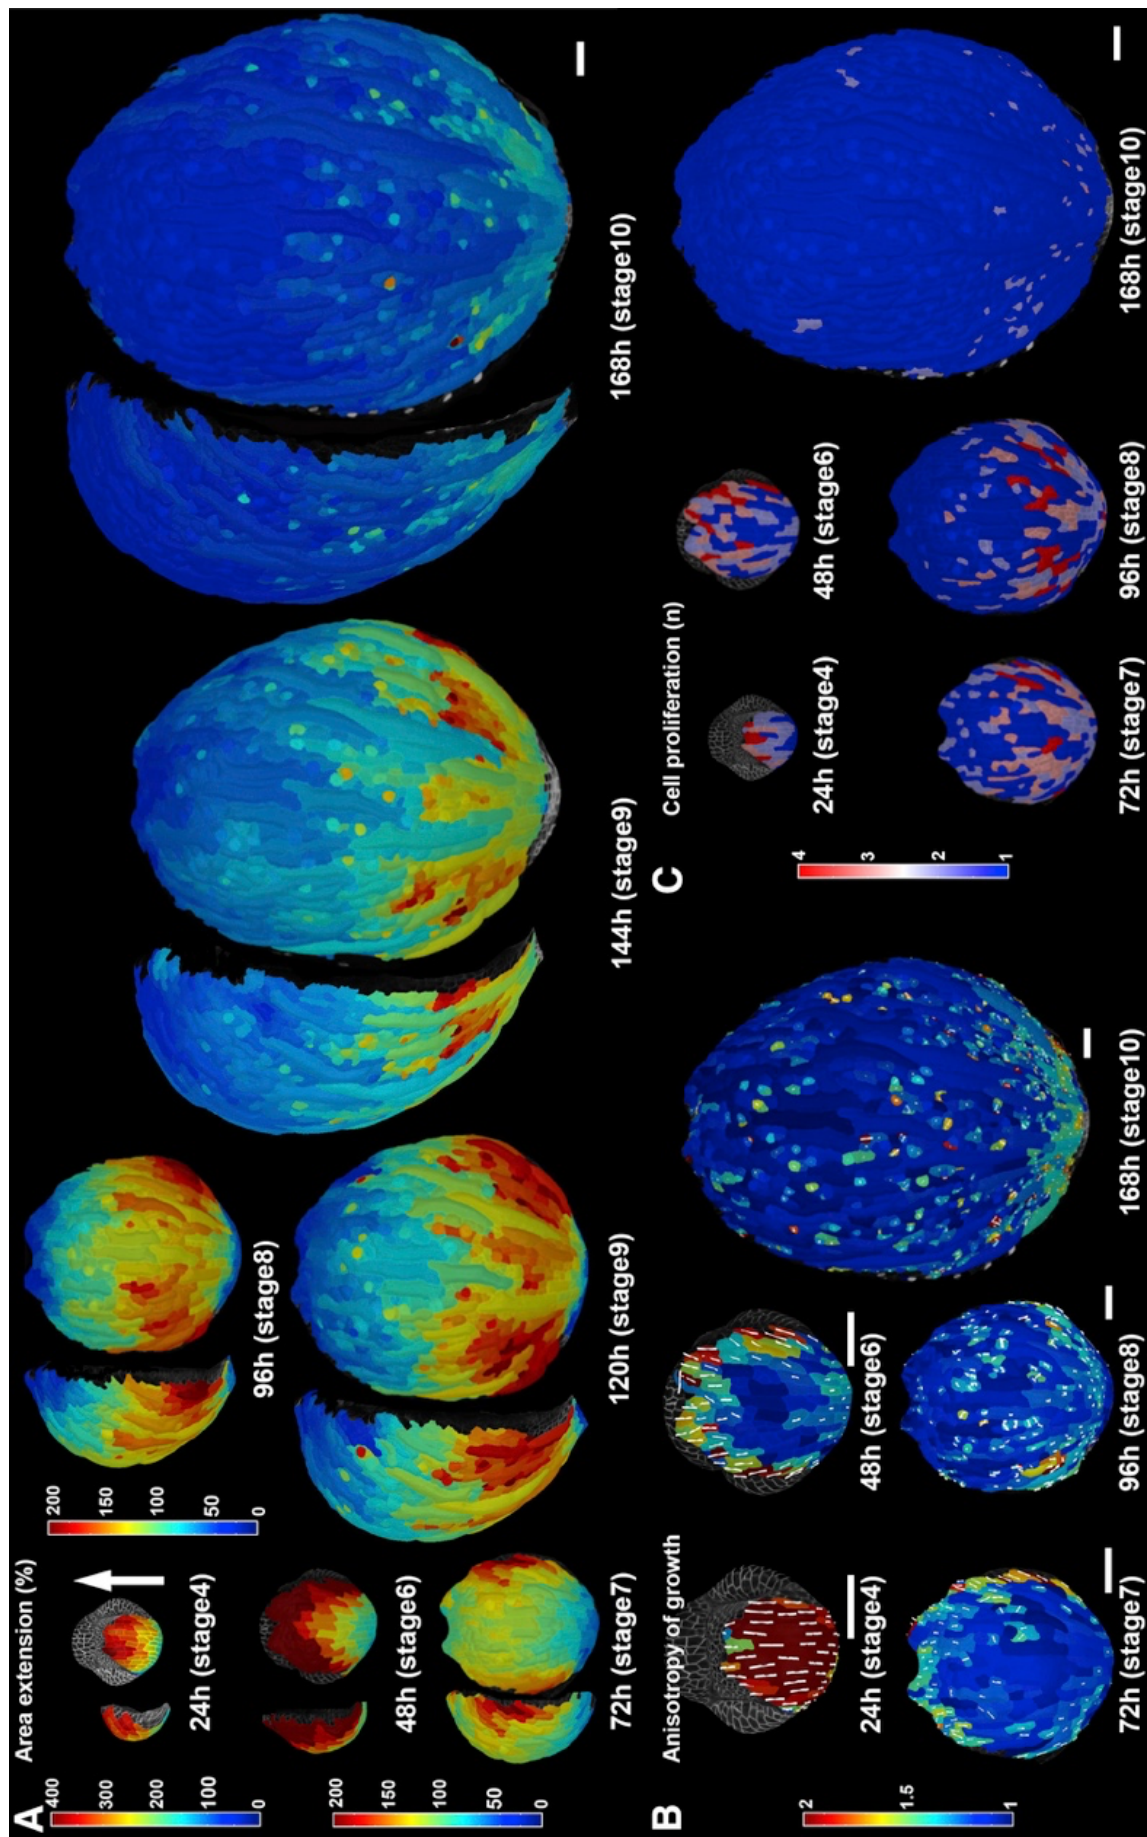 A
Area extension (%)
400
300
200
100
0
24h (stage4)
200
150
100
50
0
96h (stage8)
48h (stage6)
200
150
100
50
0
72h (stage7)
120h (stage9)
144h (stage9)
168h (stage10)
B
Anisotropy of growth
2
1.5
1
24h (stage4)
48h (stage6)
72h (stage7)
96h (stage8)
168h (stage10)
C
Cell proliferation (n)
4
3
2
1
24h (stage4)
48h (stage6)
72h (stage7)
96h (stage8)
168h (stage10)